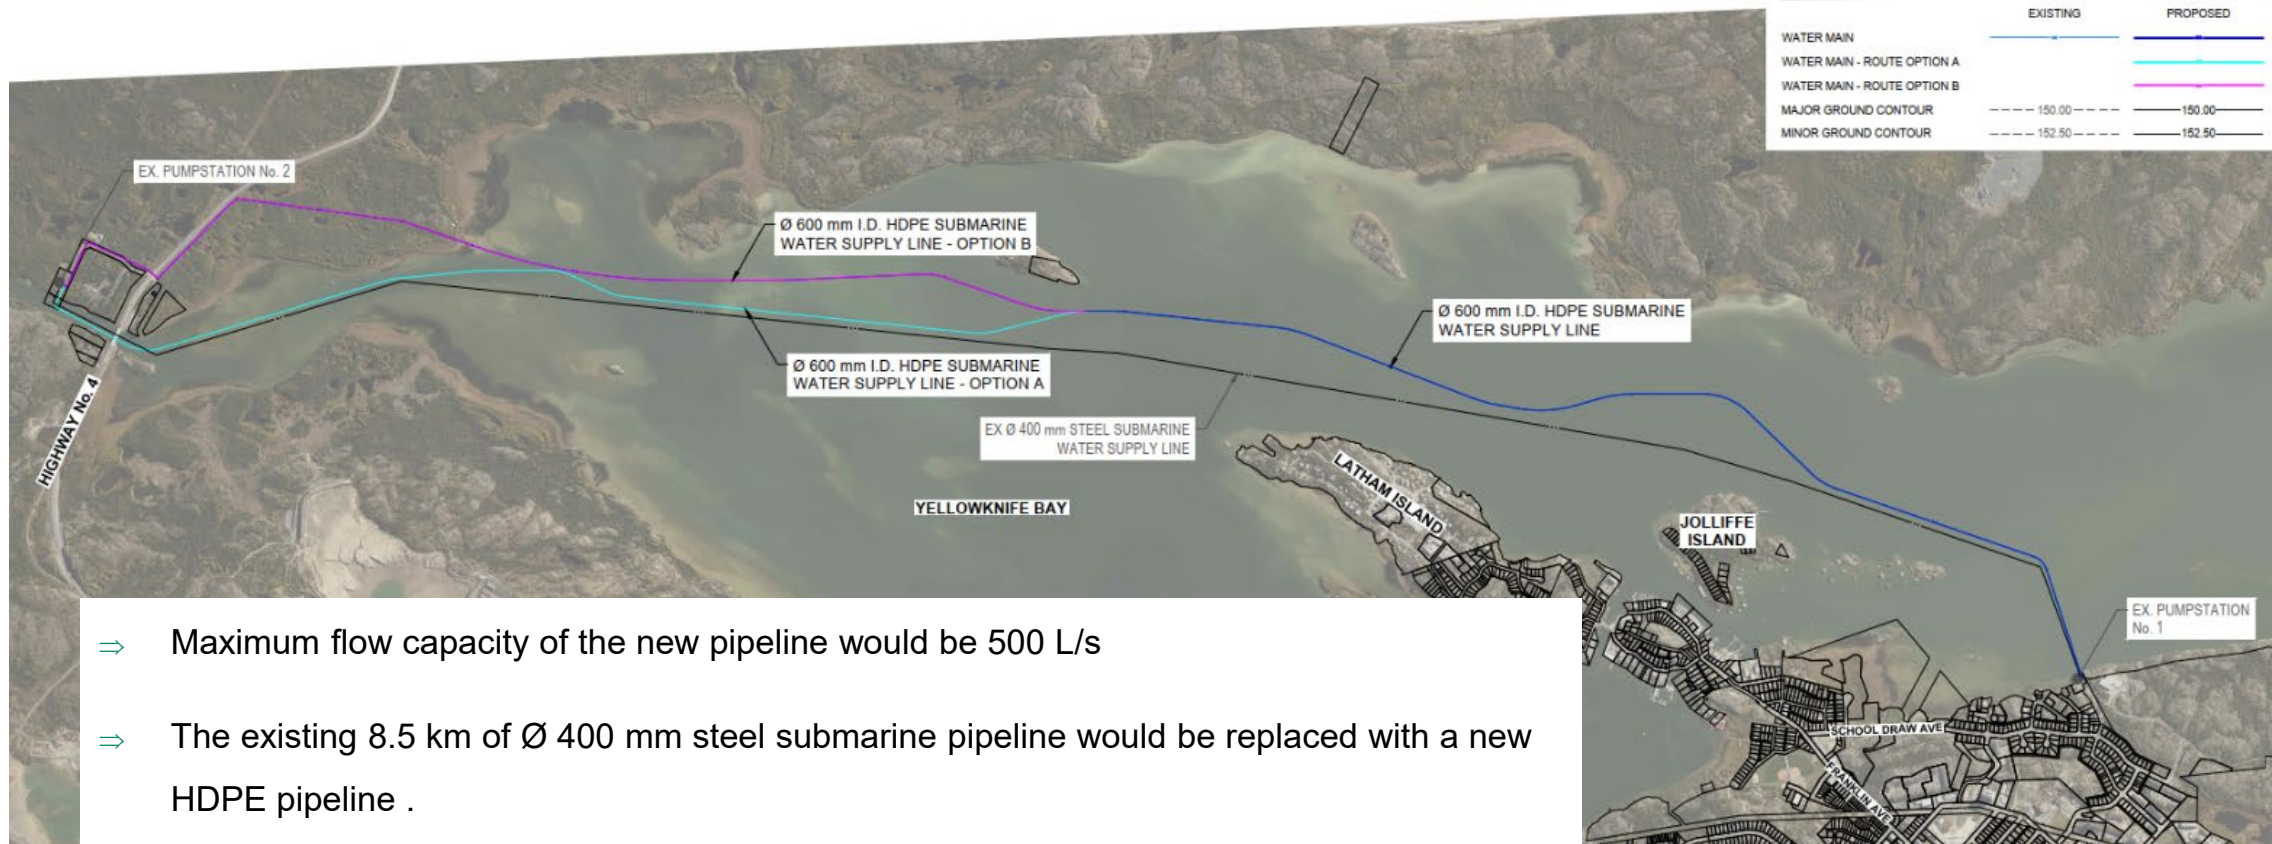 EXISTING PROPOSED
WATER MAIN
WATER MAIN - ROUTE OPTION A
WATER MAIN - ROUTE OPTION B
MAJOR GROUND CONTOUR 150.00 150.00
MINOR GROUND CONTOUR 152.50 152.50
EX. PUMPSTATION No. 2
Ø 600 mm I.D. HDPE SUBMARINE
WATER SUPPLY LINE - OPTION B
Ø 600 mm I.D. HDPE SUBMARINE
WATER SUPPLY LINE
Ø 600 mm I.D. HDPE SUBMARINE
WATER SUPPLY LINE - OPTION A
HIGHWAY No. 4
EX Ø 400 mm STEEL SUBMARINE
WATER SUPPLY LINE
LATHAM ISLAND
YELLOWKNIFE BAY
JOLLIFFE
ISLAND
EX. PUMPSTATION
No. 1
SCHOOL DRAW AVE
FRANKLIN AVE
⇒ Maximum flow capacity of the new pipeline would be 500 L/s
⇒ The existing 8.5 km of Ø 400 mm steel submarine pipeline would be replaced with a new
HDPE pipeline .